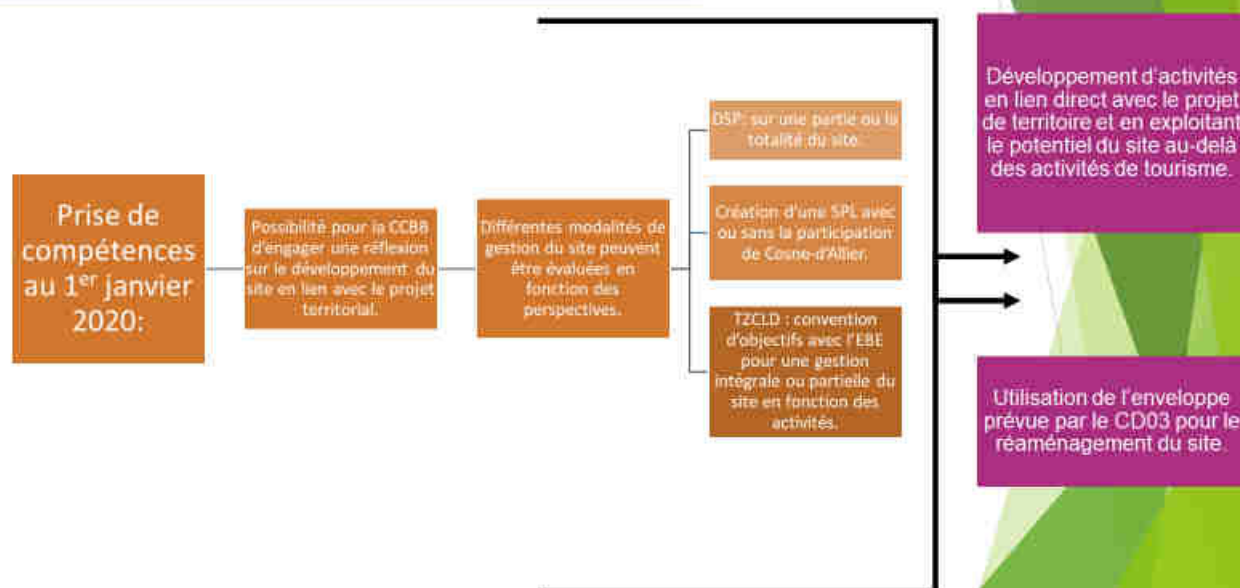 Prise de
compétences
au 1er janvier
2020:
Possibilité pour la CCBB
d'engager une réflexion
sur le développement du
site en lien avec le projet
territorial.
Différentes modalités de
gestion du site peuvent
être évaluées en
fonction des
perspectives.
DSP: sur une partie ou la
totalité du site.
Création d'une SPL avec
ou sans la participation
de Cosne-d'Allier.
TZCLD : convention
d'objectifs avec l'EBE
pour une gestion
intégrale ou partielle du
site en fonction des
activités.
Développement d'activités
en lien direct avec le projet
de territoire et en exploitant
le potentiel du site au-delà
des activités de tourisme.
Utilisation de l'enveloppe
prévue par le CD03 pour le
réaménagement du site.